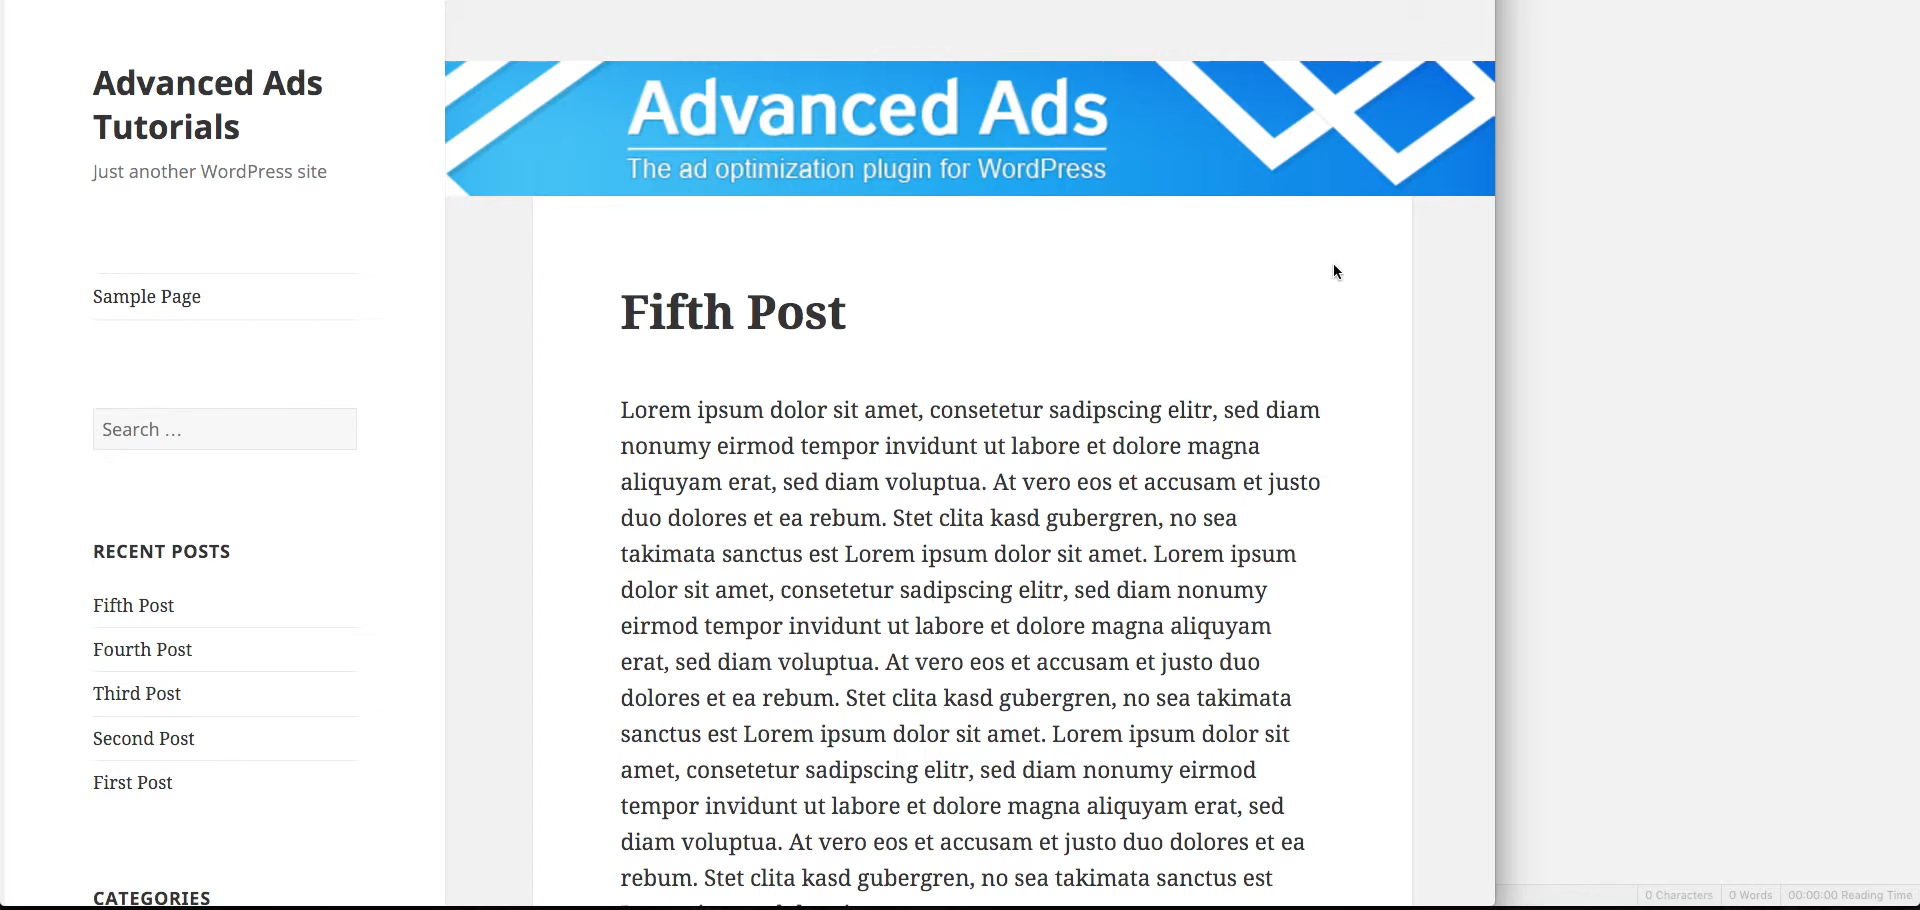 Advanced Ads
Tutorials
Just another WordPress site
Sample Page
Search …
RECENT POSTS
Fifth Post
Fourth Post
Third Post
Second Post
First Post
CATEGORIES
Advanced Ads
The ad optimization plugin for WordPress
Fifth Post
Lorem ipsum dolor sit amet, consetetur sadipscing elitr, sed diam
nonumy eirmod tempor invidunt ut labore et dolore magna
aliquyam erat, sed diam voluptua. At vero eos et accusam et justo
duo dolores et ea rebum. Stet clita kasd gubergren, no sea
takimata sanctus est Lorem ipsum dolor sit amet. Lorem ipsum
dolor sit amet, consetetur sadipscing elitr, sed diam nonumy
eirmod tempor invidunt ut labore et dolore magna aliquyam
erat, sed diam voluptua. At vero eos et accusam et justo duo
dolores et ea rebum. Stet clita kasd gubergren, no sea takimata
sanctus est Lorem ipsum dolor sit amet. Lorem ipsum dolor sit
amet, consetetur sadipscing elitr, sed diam nonumy eirmod
tempor invidunt ut labore et dolore magna aliquyam erat, sed
diam voluptua. At vero eos et accusam et justo duo dolores et ea
rebum. Stet clita kasd gubergren, no sea takimata sanctus est
0 Characters
0 Words
00:00:00 Reading Time